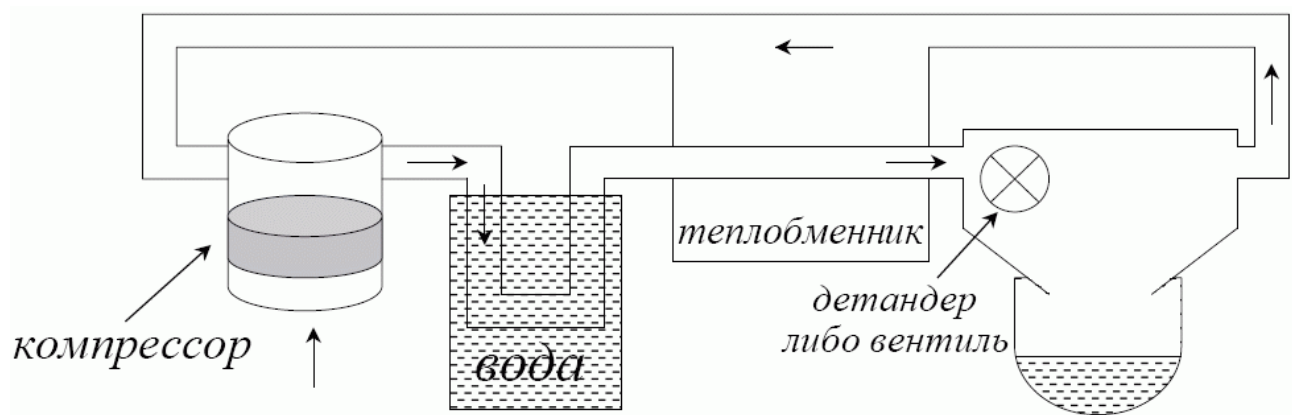 компрессор
вода
теплобменник
детандер
либо вентиль